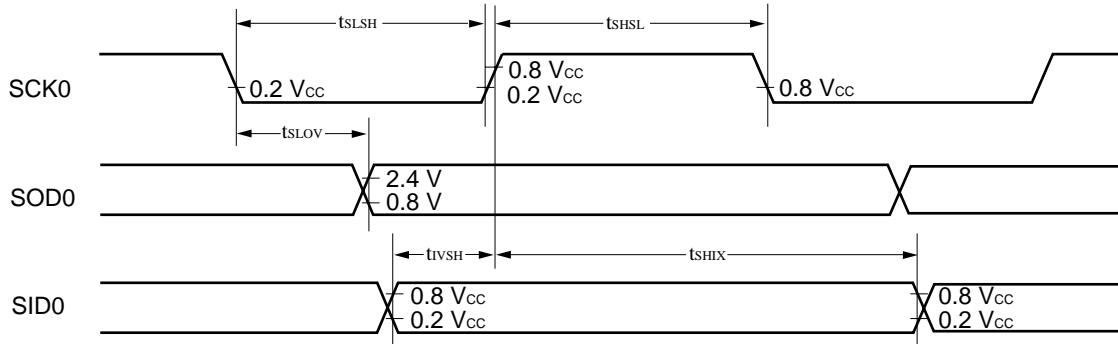 tSLSH tSHSL
SCK0 0.2 VCC 0.8 VCC 0.2 VCC 0.8 VCC
tSLOV
SOD0 2.4 V 0.8 V
tIVSH tSHIX
SID0 0.8 VCC 0.2 VCC 0.8 VCC 0.2 VCC